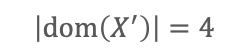 |dom(X′)| = 4